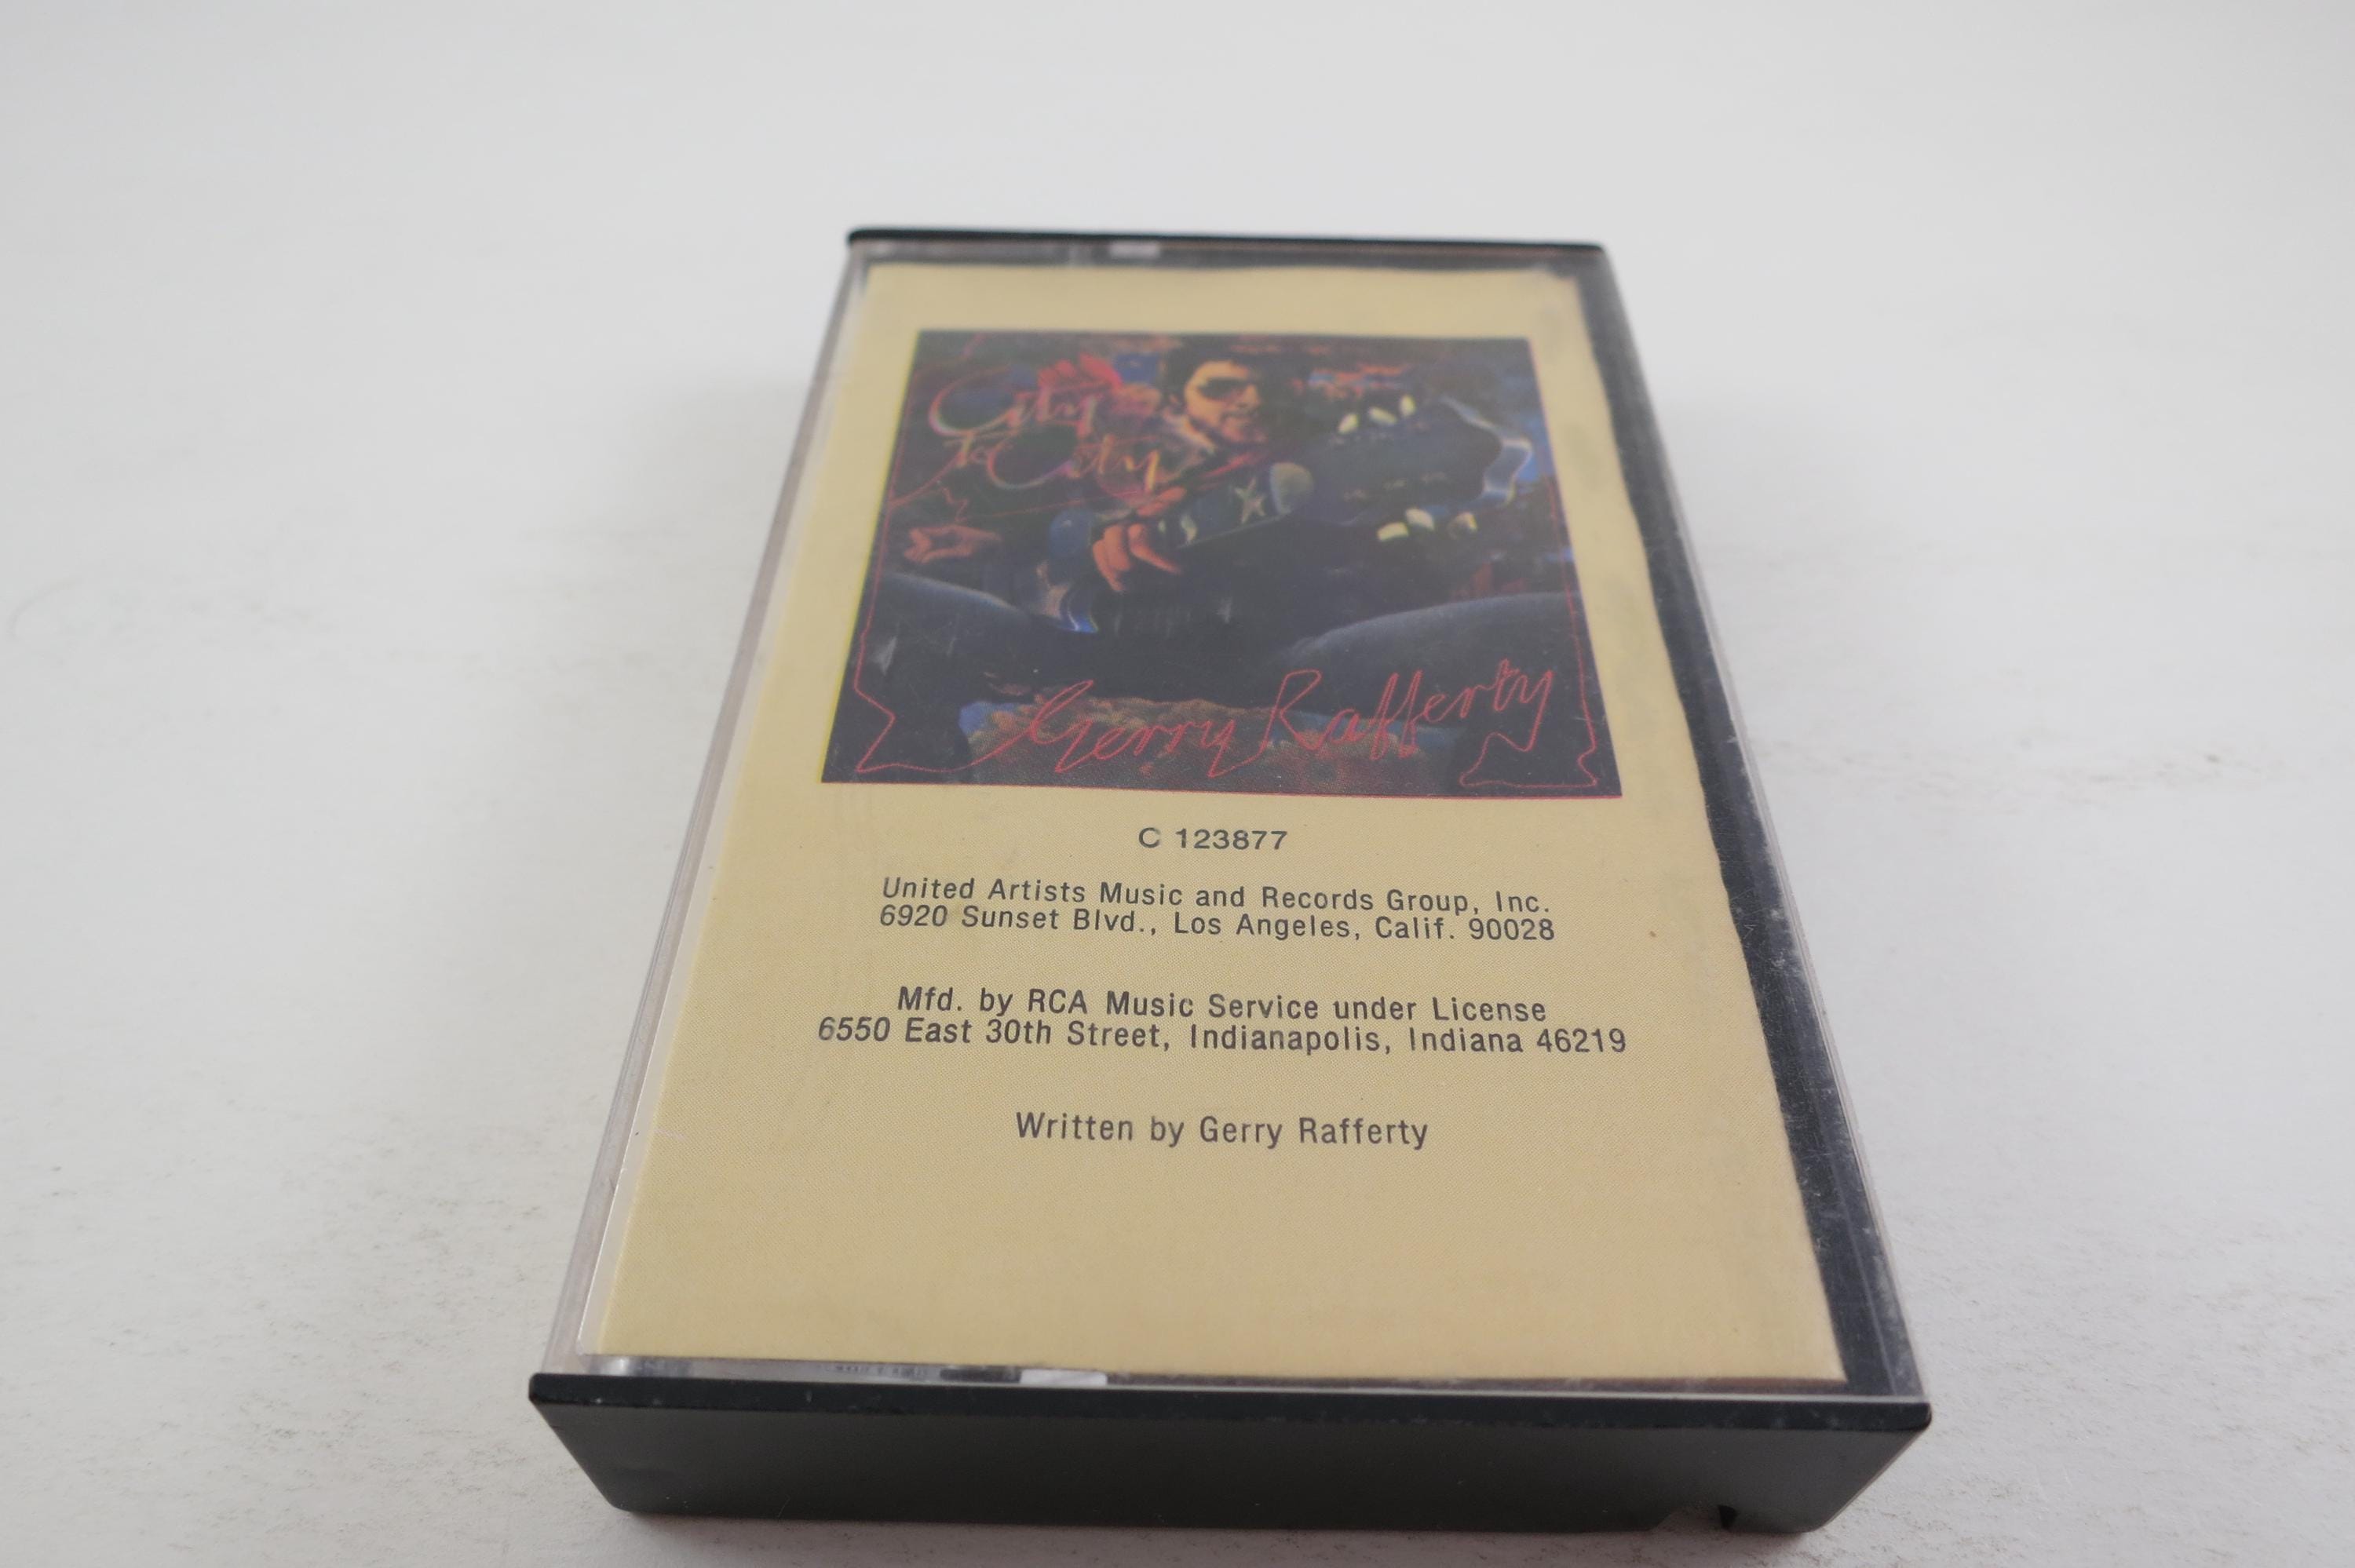 City
to City
Gerry Rafferty
C 123877
United Artists Music and Records Group, Inc.
6920 Sunset Blvd., Los Angeles, Calif. 90028
Mfd. by RCA Music Service under License
6550 East 30th Street, Indianapolis, Indiana 46219
Written by Gerry Rafferty